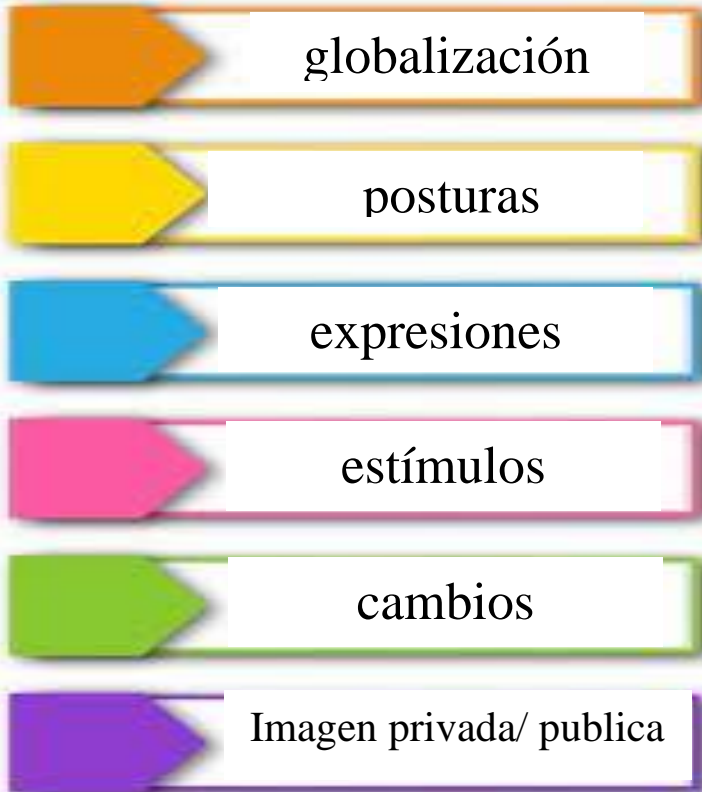 globalización
posturas
expresiones
estímulos
cambios
Imagen privada/ publica